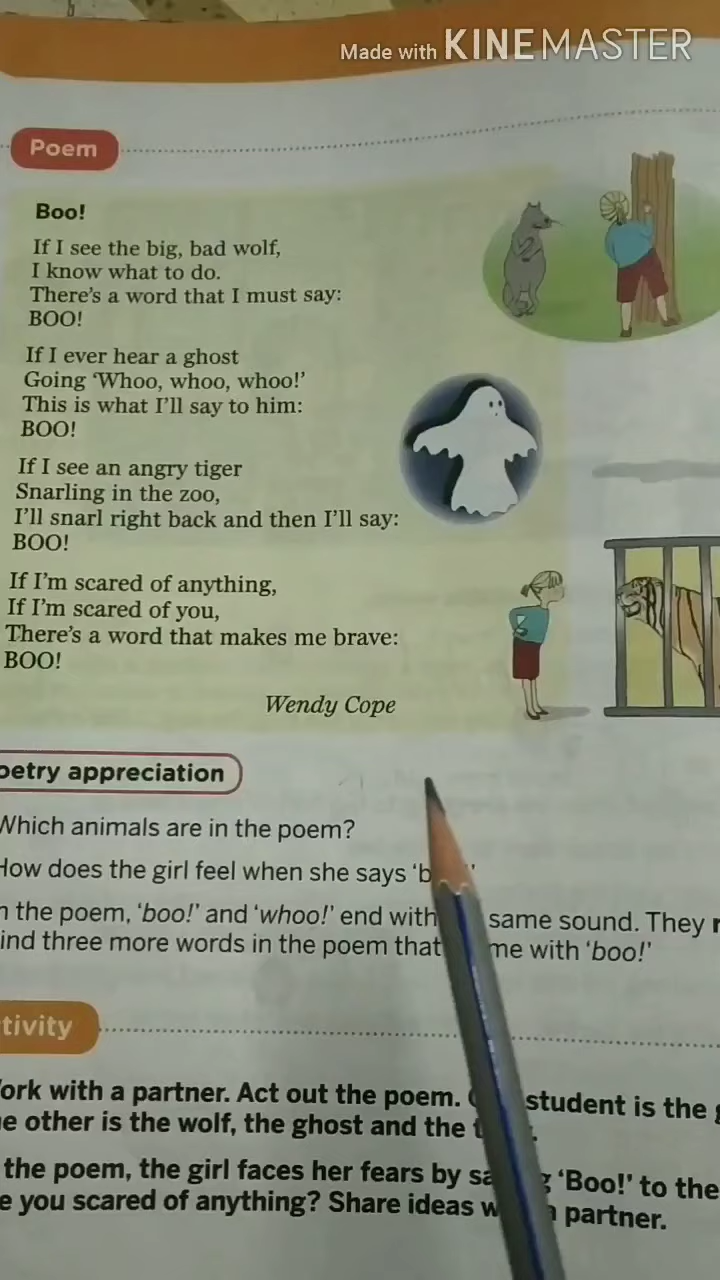 Made with KINEMASTER
Poem
Boo!
If I see the big, bad wolf,
I know what to do.
There's a word that I must say:
BOO!
If I ever hear a ghost
Going 'Whoo, whoo, whoo!'
This is what I'll say to him:
BOO!
If I see an angry tiger
Snarling in the zoo,
I'll snarl right back and then I'll say:
BOO!
If I'm scared of anything,
If I'm scared of you,
There's a word that makes me brave:
BOO!
Wendy Cope
oetry appreciation
Which animals are in the poem?
How does the girl feel when she says 'b
n the poem, 'boo!' and 'whoo!' end with same sound. They r
ind three more words in the poem that me with 'boo!'
tivity
ork with a partner. Act out the poem. student is the g
e other is the wolf, the ghost and the t
the poem, the girl faces her fears by sa g 'Boo!' to the
e you scared of anything? Share ideas w a partner.